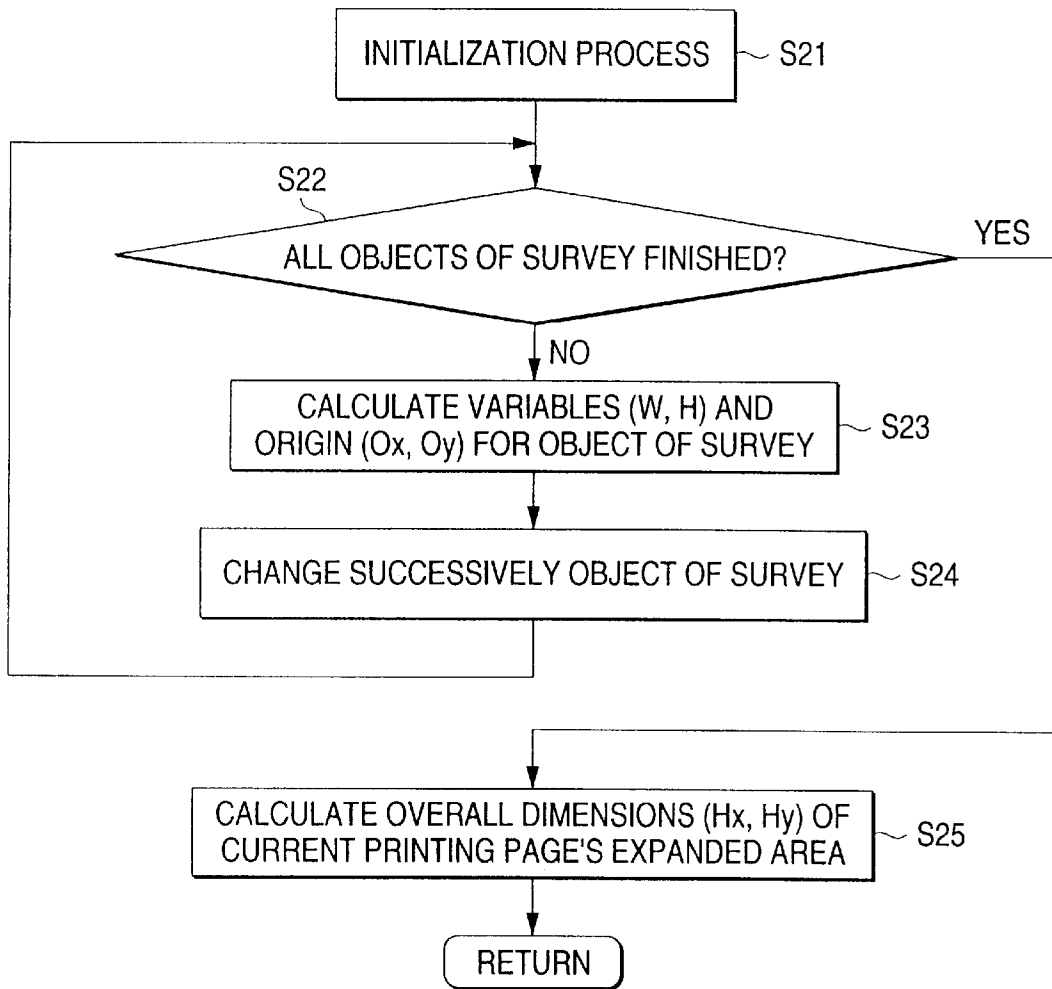 INITIALIZATION PROCESS
S21
S22
ALL OBJECTS OF SURVEY FINISHED?
YES
NO
CALCULATE VARIABLES (W, H) AND
ORIGIN (Ox, Oy) FOR OBJECT OF SURVEY
S23
CHANGE SUCCESSIVELY OBJECT OF SURVEY
S24
CALCULATE OVERALL DIMENSIONS (Hx, Hy) OF
CURRENT PRINTING PAGE'S EXPANDED AREA
S25
RETURN